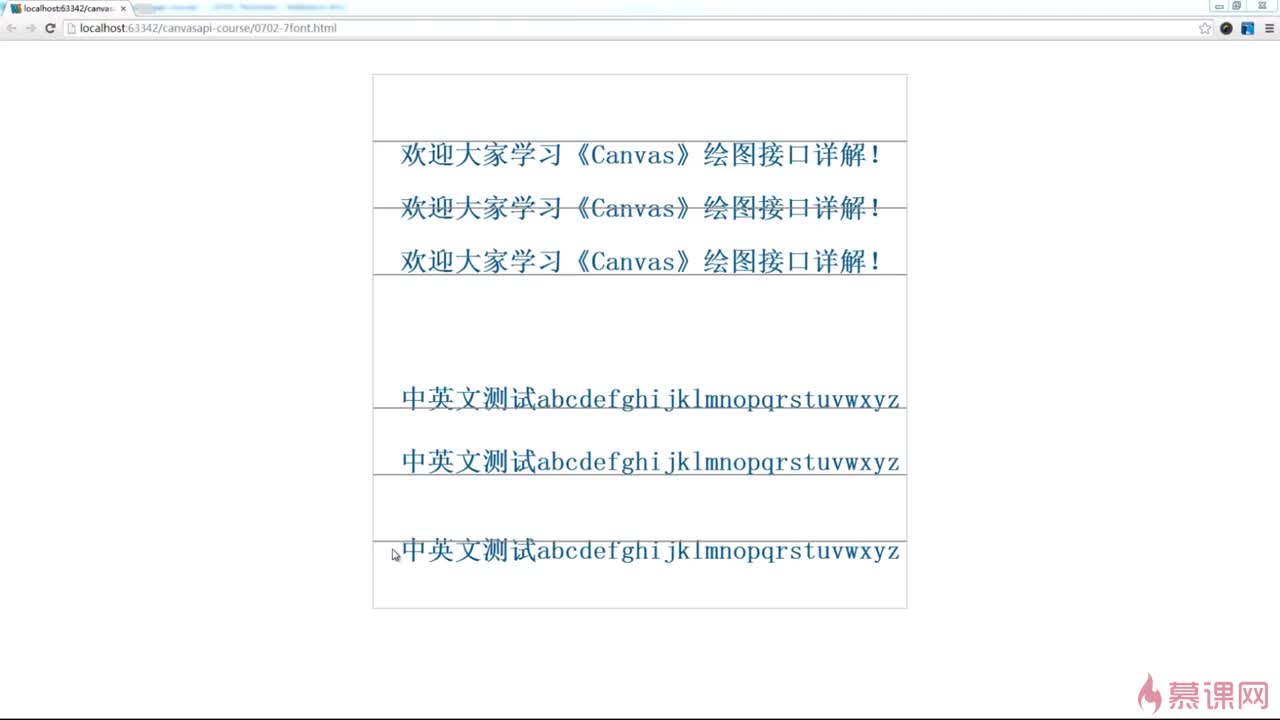 localhost:63342/canvas
localhost:63342/canvasapi-course/0702-7font.html
欢迎大家学习《Canvas》绘图接口详解!
欢迎大家学习《Canvas》绘图接口详解!
欢迎大家学习《Canvas》绘图接口详解!
中英文测试abcdefghijklmnopqrstuvwxyz
中英文测试abcdefghijklmnopqrstuvwxyz
中英文测试abcdefghijklmnopqrstuvwxyz
慕课网